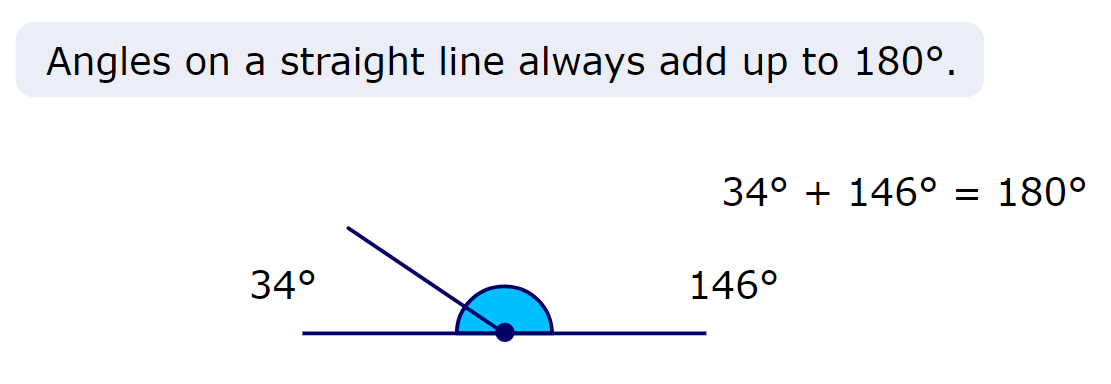 Angles on a straight line always add up to 180°.
34° + 146° = 180°
34°
146°